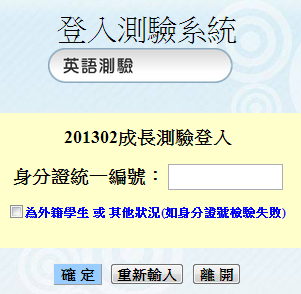 登入測驗系統
英語測驗
201302成長測驗登入
身分證統一編號：
為外籍學生 或 其他狀況(如身分證號檢驗失敗)
確 定 重新輸入 離 開